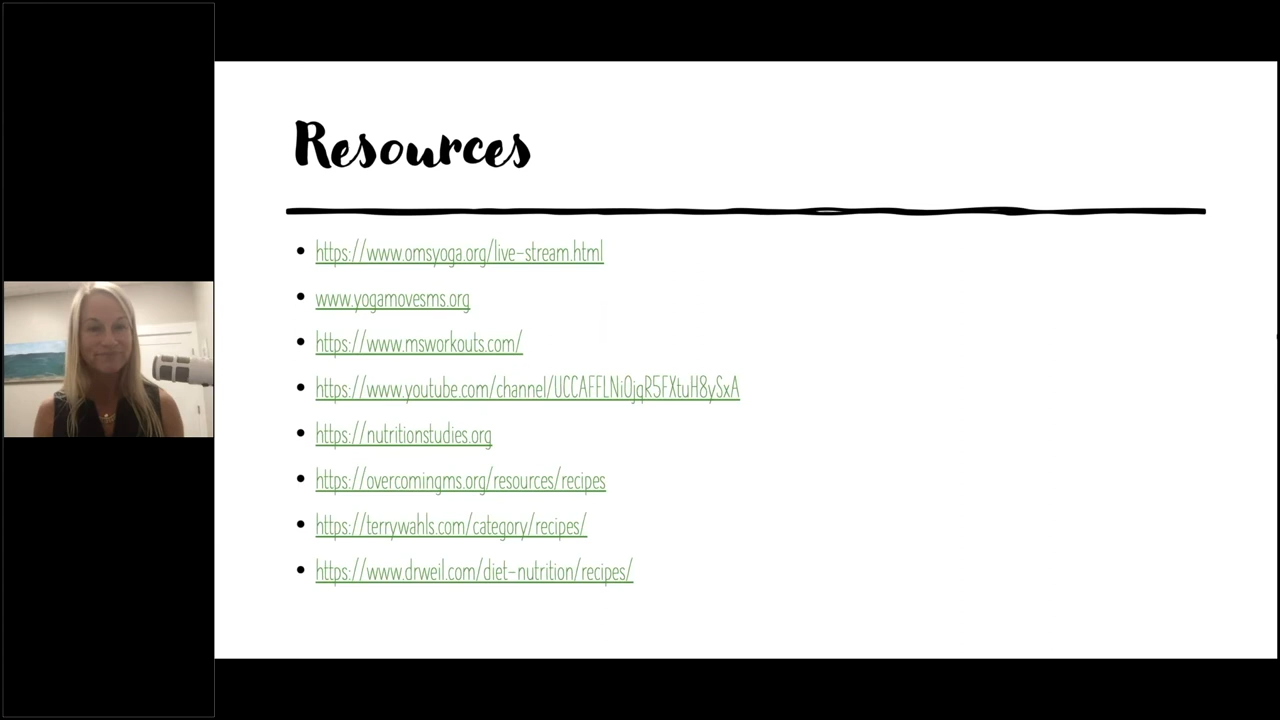 Resources
https://www.omsyoga.org/live-stream.html
www.yogamovesms.org
https://www.msworkouts.com/
https://www.youtube.com/channel/UCCAFFLNiOjqR5FXtuH8ySxA
https://nutritionstudies.org
https://overcomingms.org/resources/recipes
https://terrywahls.com/category/recipes/
https://www.drweil.com/diet-nutrition/recipes/